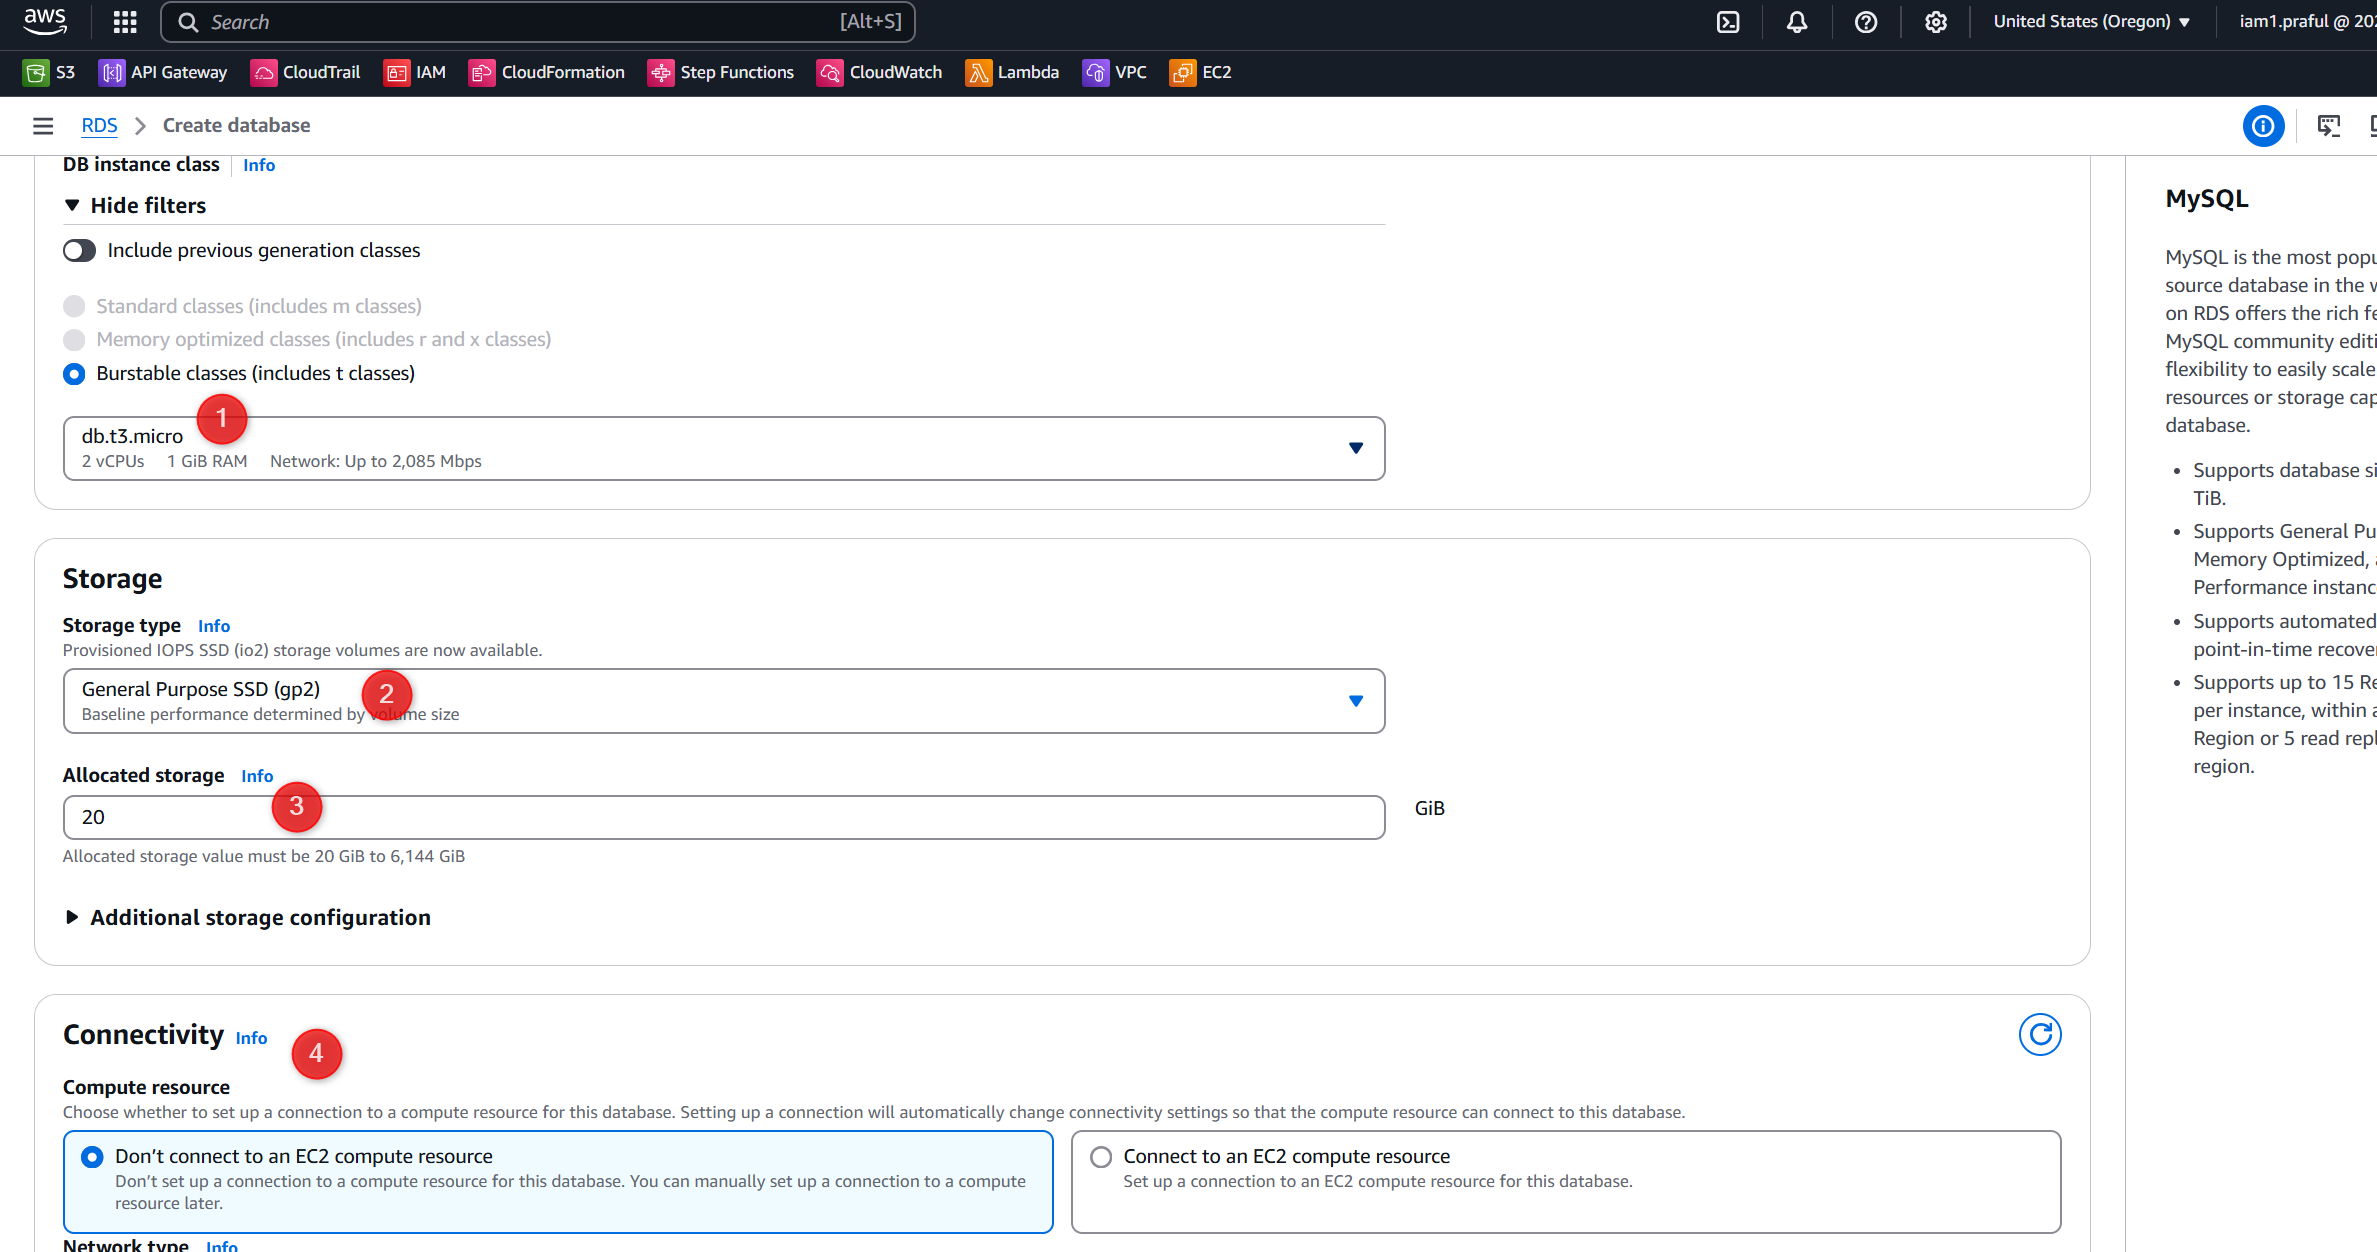 aws
Search [Alt+S]
United States (Oregon) ▼
iam1.praful @ 202
S3 API Gateway CloudTrail IAM CloudFormation Step Functions CloudWatch Lambda VPC EC2
RDS > Create database
DB instance class Info
Hide filters
Include previous generation classes
Standard classes (includes m classes)
Memory optimized classes (includes r and x classes)
Burstable classes (includes t classes)
1
db.t3.micro
2 vCPUs 1 GiB RAM Network: Up to 2,085 Mbps
Storage
Storage type Info
Provisioned IOPS SSD (io2) storage volumes are now available.
General Purpose SSD (gp2)
2
Baseline performance determined by volume size
Allocated storage Info
3
20
GiB
Allocated storage value must be 20 GiB to 6,144 GiB
Additional storage configuration
Connectivity Info
4
Compute resource
Choose whether to set up a connection to a compute resource for this database. Setting up a connection will automatically change connectivity settings so that the compute resource can connect to this database.
Don’t connect to an EC2 compute resource
Don’t set up a connection to a compute resource for this database. You can manually set up a connection to a compute
resource later.
Connect to an EC2 compute resource
Set up a connection to an EC2 compute resource for this database.
Network type Info
MySQL
MySQL is the most popu
source database in the
on RDS offers the rich fe
MySQL community editi
flexibility to easily scale
resources or storage cap
database.
• Supports database si
TiB.
• Supports General Pu
Memory Optimized,
Performance instanc
• Supports automated
point-in-time recove
• Supports up to 15 Re
per instance, within a
Region or 5 read repl
region.